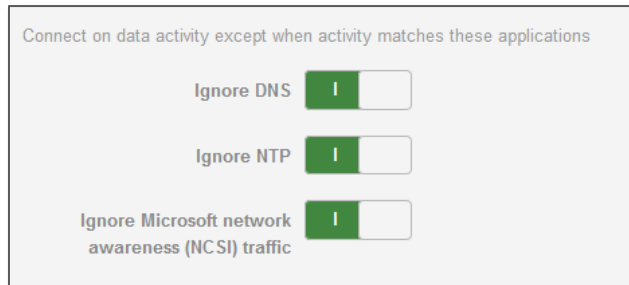 Connect on data activity except when activity matches these applications
Ignore DNS
I
Ignore NTP
I
Ignore Microsoft network
awareness (NCSI) traffic
I